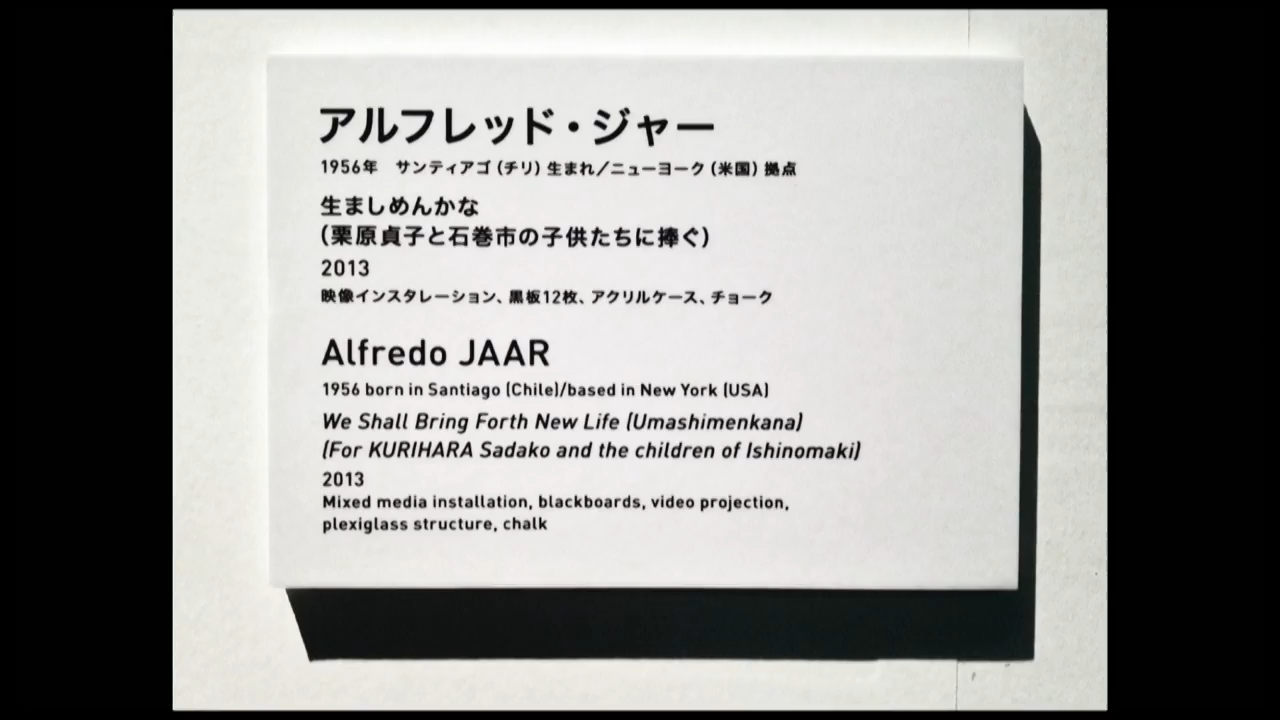 アルフレッド・ジャー
1956年　サンティアゴ（チリ）生まれ／ニューヨーク（米国）拠点
生ましめんかな
（栗原貞子と石巻市の子供たちに捧ぐ）
2013
映像インスタレーション、黒板12枚、アクリルケース、チョーク
Alfredo JAAR
1956 born in Santiago (Chile)/based in New York (USA)
We Shall Bring Forth New Life (Umashimenkana)
(For KURIHARA Sadako and the children of Ishinomaki)
2013
Mixed media installation, blackboards, video projection,
plexiglass structure, chalk